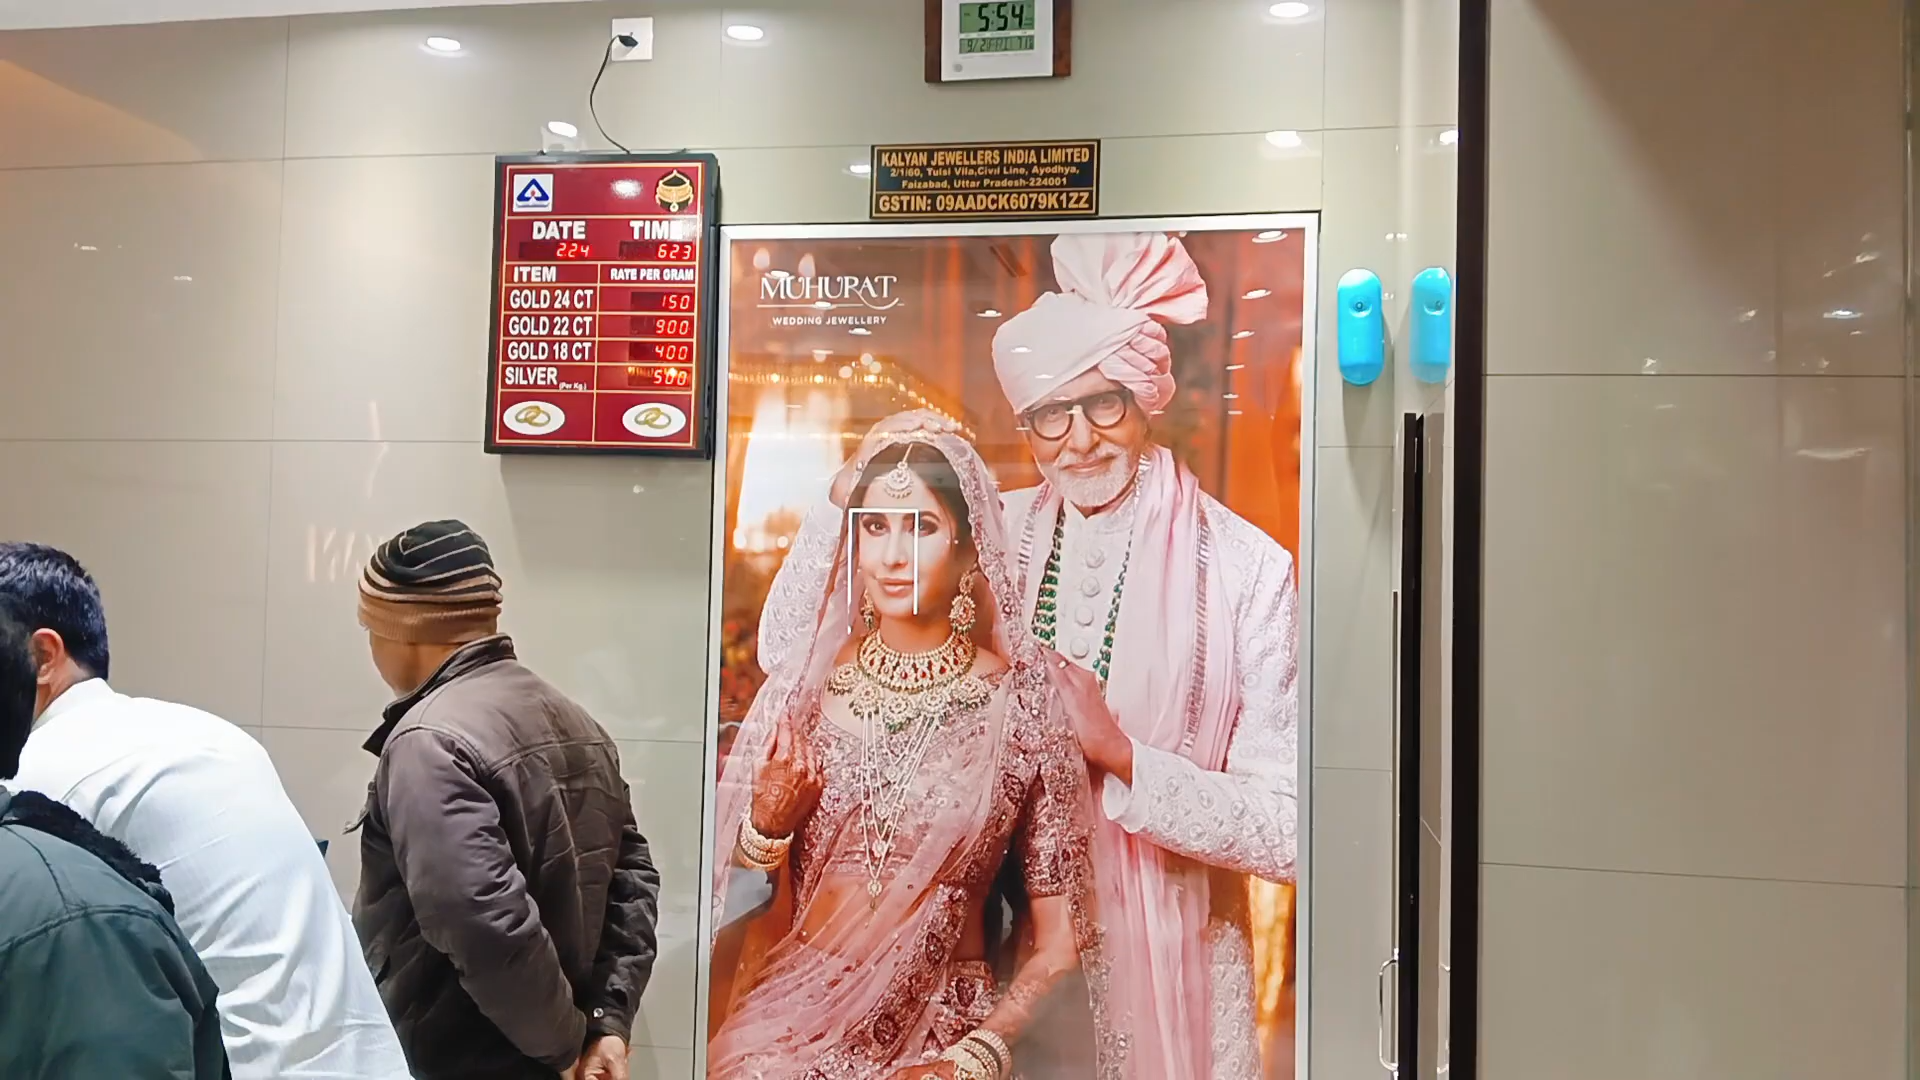 5:54
KALYAN JEWELLERS INDIA LIMITED
2/1/60, Tulsi Vila,Civil Line, Ayodhya,
Faizabad, Uttar Pradesh-224001
GSTIN: 09AADCK6079K1ZZ
DATE TIME
2.24 623
ITEM RATE PER GRAM
GOLD 24 CT 150
GOLD 22 CT 900
GOLD 18 CT 400
SILVER (Per Kg.) 500
MUHURAT
WEDDING JEWELLERY